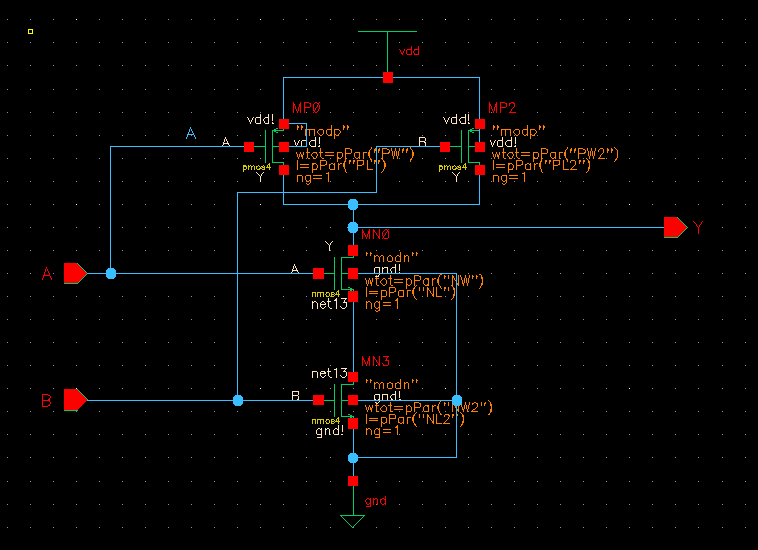 vdd
MP0
MP2
vdd!
vdd!
A
A
B
"modp"
"modp"
vdd!
vdd!
wtot=pPar("PW")
wtot=pPar("PW2")
pmos4
l=pPar("PL")
pmos4
l=pPar("PL2")
Y
ng=1
Y
ng=1
Y
MN0
Y
"modn"
A
A
gnd!
wtot=pPar("NW")
nmos4
l=pPar("NL")
net13
ng=1
MN3
net13
"modn"
B
B
gnd!
wtot=pPar("NW2")
nmos4
l=pPar("NL2")
gnd!
ng=1
gnd